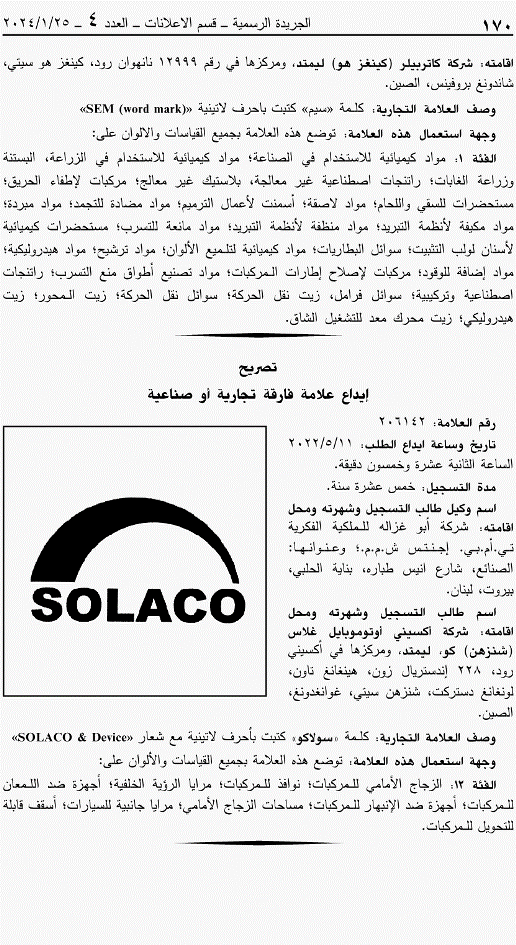 ١٧٠
الجريدة الرسمية ــ قسم الاعلانات ــ العدد ٤ ــ ٢٠٢٤/١/٢٥
اقامته: شركة كاتربيلر (كينغز هو) ليمتد، ومركزها في رقم ١٢٩٩٩ نانهوان رود، كينغز هو سيتي،
شاندونغ بروفينس، الصين.
وصف العلامة التجارية: كلمة «سيم» كتبت بأحرف لاتينية «SEM (word mark)»
وجهة استعمال هذه العلامة: توضع هذه العلامة بجميع القياسات والالوان على:
الفئة ١: مواد كيميائية للاستخدام في الصناعة؛ مواد كيميائية للاستخدام في الزراعة، البستنة
وزراعة الغابات؛ راتنجات اصطناعية غير معالجة، بلاستيك غير معالج؛ مركبات لإطفاء الحريق؛
مستحضرات للسقي واللحام؛ مواد لاصقة؛ أسمنت لأعمال الترميم؛ مواد مضادة للتجمد؛ مواد مبردة؛
مواد مكيفة لأنظمة التبريد؛ مواد منظفة لأنظمة التبريد؛ مواد مانعة للتسرب؛ مستحضرات كيميائية
لأسنان لولب التثبيت؛ سوائل البطاريات؛ مواد كيميائية لتلميع الألوان؛ مواد ترشيح؛ مواد هيدروليكية؛
مواد إضافة للوقود؛ مركبات لإصلاح إطارات المركبات؛ مواد تصنيع أطواق منع التسرب؛ راتنجات
اصطناعية وتركيبية؛ سوائل فرامل، زيت نقل الحركة؛ سوائل نقل الحركة؛ زيت المحور؛ زيت
هيدروليكي؛ زيت محرك معد للتشغيل الشاق.
تصريح
إيداع علامة فارقة تجارية أو صناعية
رقم العلامة: ٢٠٦١٤٢
تاريخ وساعة ايداع الطلب: ٢٠٢٢/٥/١١
الساعة الثانية عشرة وخمسون دقيقة.
مدة التسجيل: خمس عشرة سنة.
اسم وكيل طالب التسجيل وشهرته ومحل
اقامته: شركة أبو غزاله للملكية الفكرية
تي.أم.بي. إجنتس ش.م.م.؛ وعنوانها:
الصنائع، شارع انيس طباره، بناية الحلبي،
بيروت، لبنان.
اسم طالب التسجيل وشهرته ومحل
اقامته: شركة أكسيني أوتوموبايل غلاس
(شنزهن) كو. ليمتد، ومركزها في أكسيني
رود، ٢٢٨ إندستريال زون، هينغانغ تاون،
لونغانغ دستركت، شنزهن سيتي، غوانغدونغ،
الصين.
SOLACO
وصف العلامة التجارية: كلمة «سولاكو» كتبت بأحرف لاتينية مع شعار «SOLACO & Device»
وجهة استعمال هذه العلامة: توضع هذه العلامة بجميع القياسات والألوان على:
الفئة ١٢: الزجاج الأمامي للمركبات؛ نوافذ للمركبات؛ مرايا الرؤية الخلفية؛ أجهزة ضد اللمعان
للمركبات؛ أجهزة ضد الإنبهار للمركبات؛ مساحات الزجاج الأمامي؛ مرايا جانبية للسيارات؛ أسقف قابلة
للتحويل للمركبات.